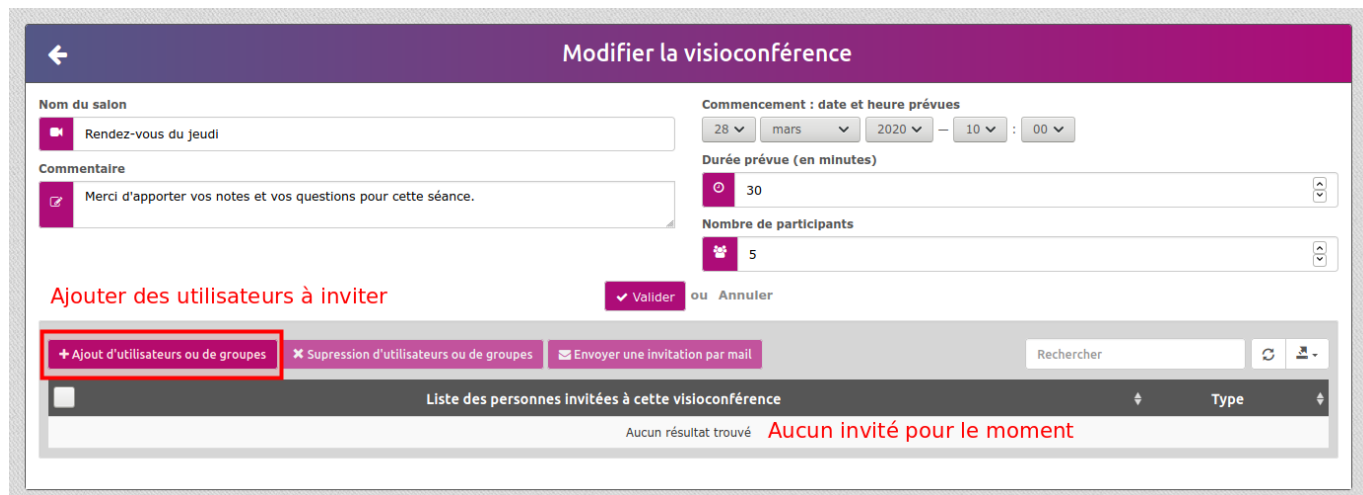 Modifier la visioconférence
Nom du salon
Rendez-vous du jeudi
Commentaire
Merci d'apporter vos notes et vos questions pour cette séance.
Commencement : date et heure prévues
28 mars 2020 — 10 : 00
Durée prévue (en minutes)
30
Nombre de participants
5
Ajouter des utilisateurs à inviter
Valider ou Annuler
Ajout d'utilisateurs ou de groupes Supression d'utilisateurs ou de groupes Envoyer une invitation par mail Rechercher
Liste des personnes invitées à cette visioconférence Type
Aucun résultat trouvé Aucun invité pour le moment